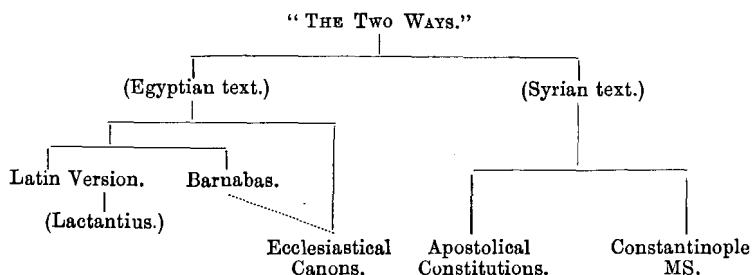 “ THE TWO WAYS.”
(Egyptian text.) (Syrian text.)
Latin Version. Barnabas.
(Lactantius.)
Ecclesiastical Apostolical Constantinople
Canons. Constitutions. MS.